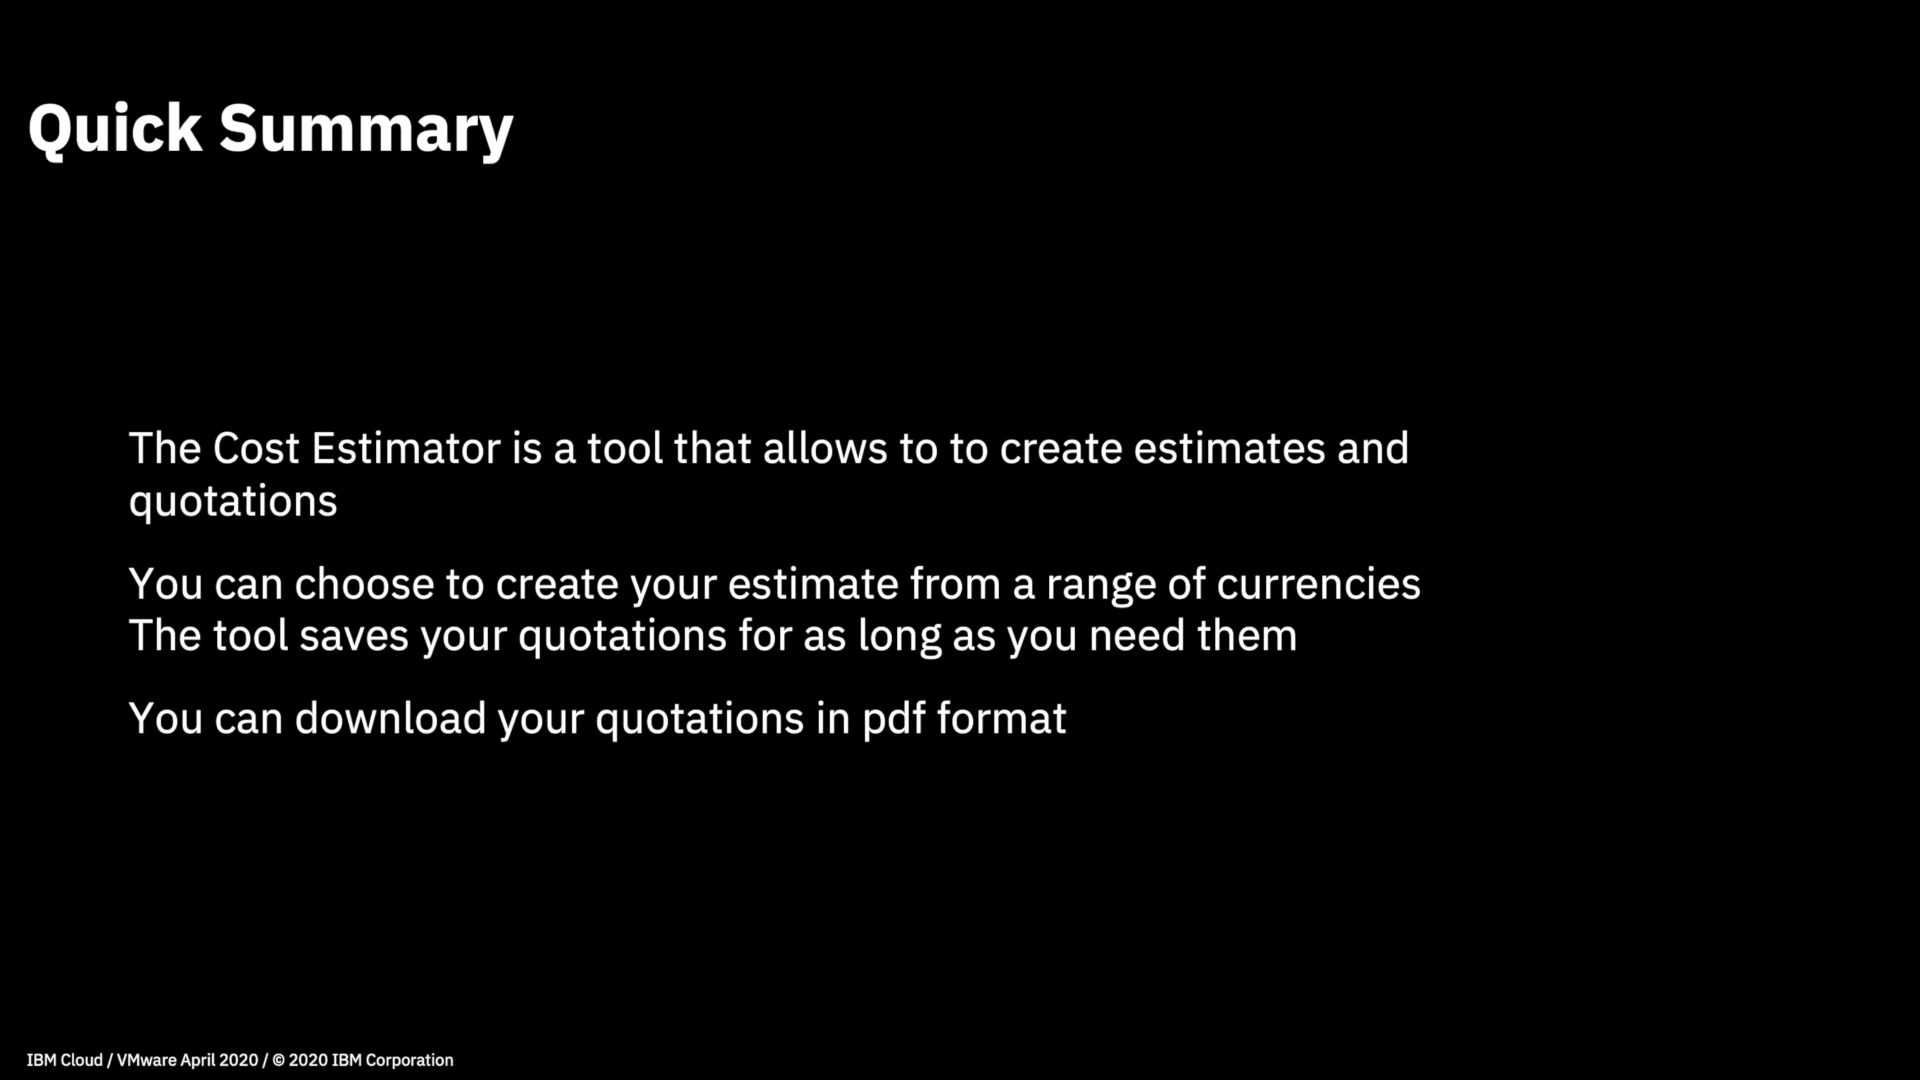 Quick Summary
The Cost Estimator is a tool that allows to to create estimates and
quotations
You can choose to create your estimate from a range of currencies
The tool saves your quotations for as long as you need them
You can download your quotations in pdf format
IBM Cloud / VMware April 2020 / © 2020 IBM Corporation